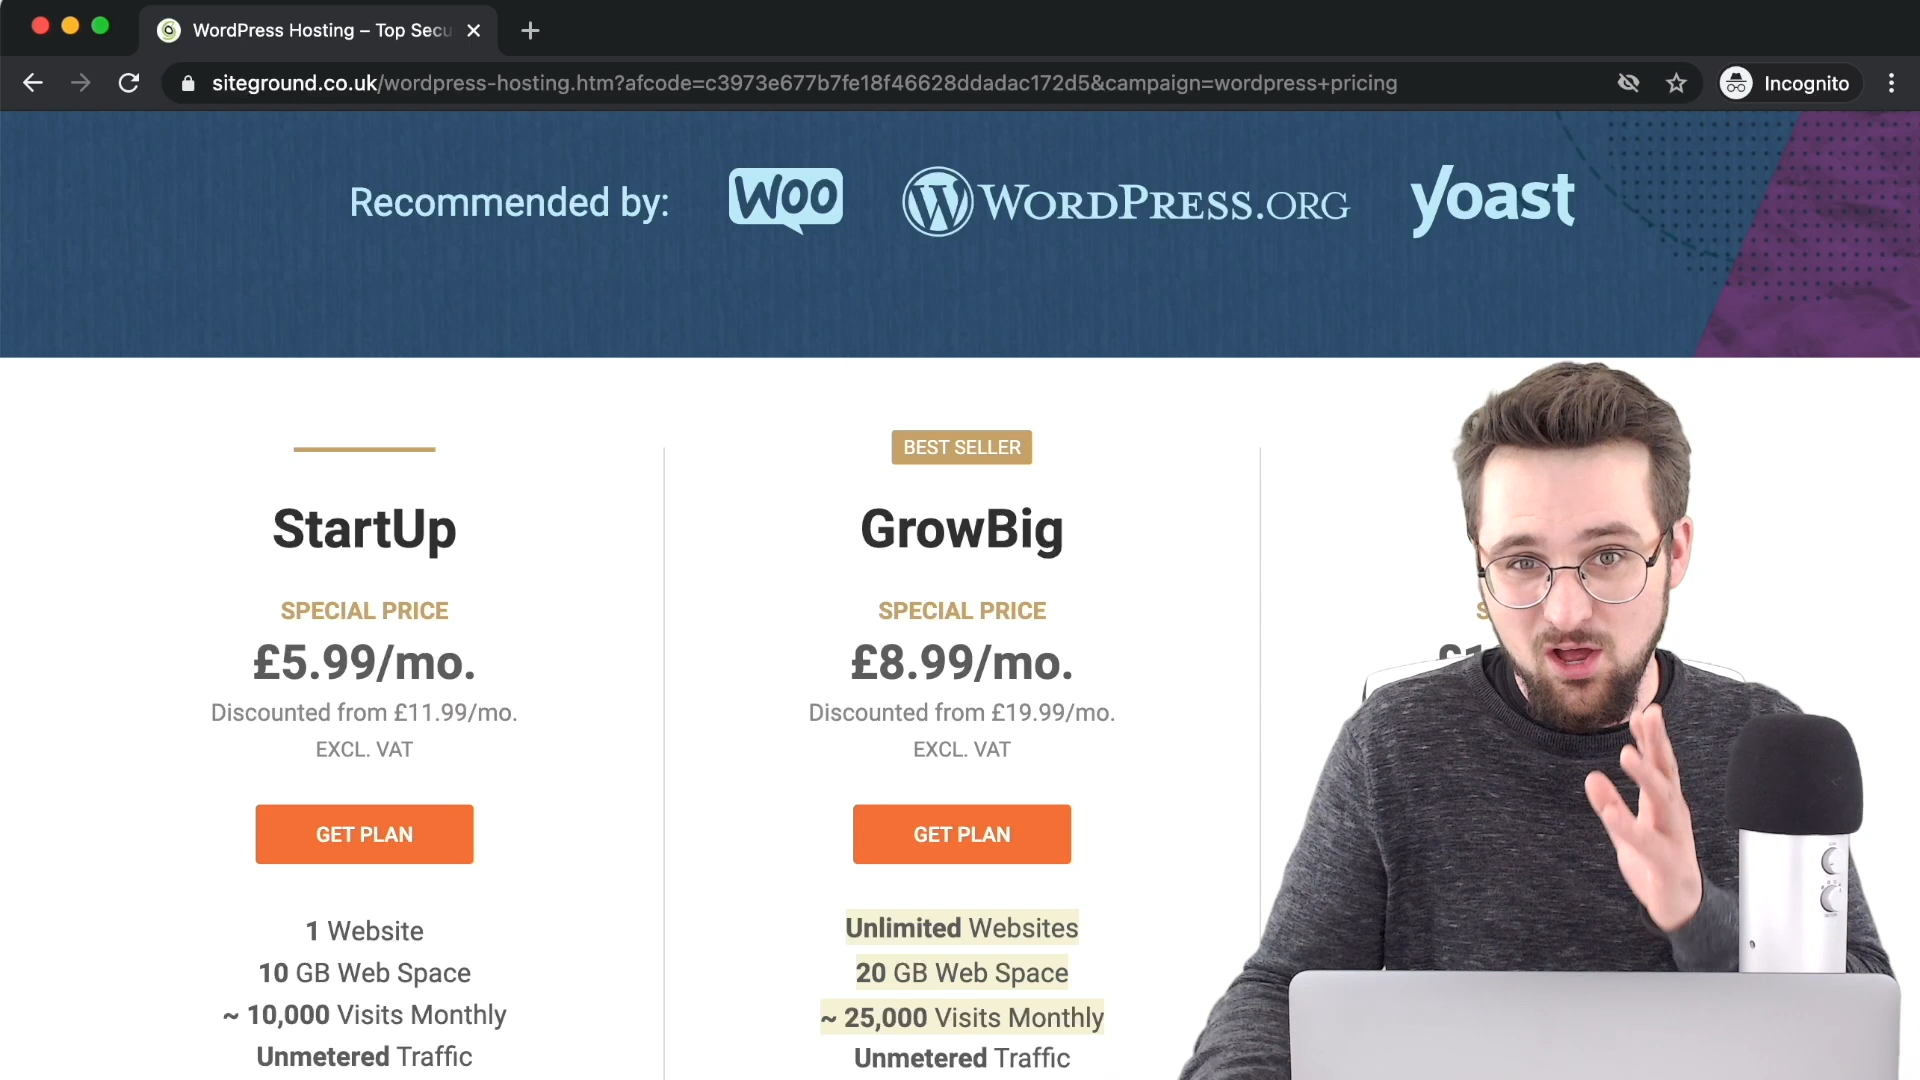 WordPress Hosting – Top Secu
siteground.co.uk/wordpress-hosting.htm?afcode=c3973e677b7fe18f46628ddadac172d5&campaign=wordpress+pricing
Incognito
Recommended by:
WOO
WORDPRESS.ORG
yoast
BEST SELLER
StartUp
GrowBig
SPECIAL PRICE
SPECIAL PRICE
S
£5.99/mo.
£8.99/mo.
£1
Discounted from £11.99/mo.
Discounted from £19.99/mo.
EXCL. VAT
EXCL. VAT
GET PLAN
GET PLAN
1 Website
Unlimited Websites
10 GB Web Space
20 GB Web Space
~ 10,000 Visits Monthly
~ 25,000 Visits Monthly
Unmetered Traffic
Unmetered Traffic